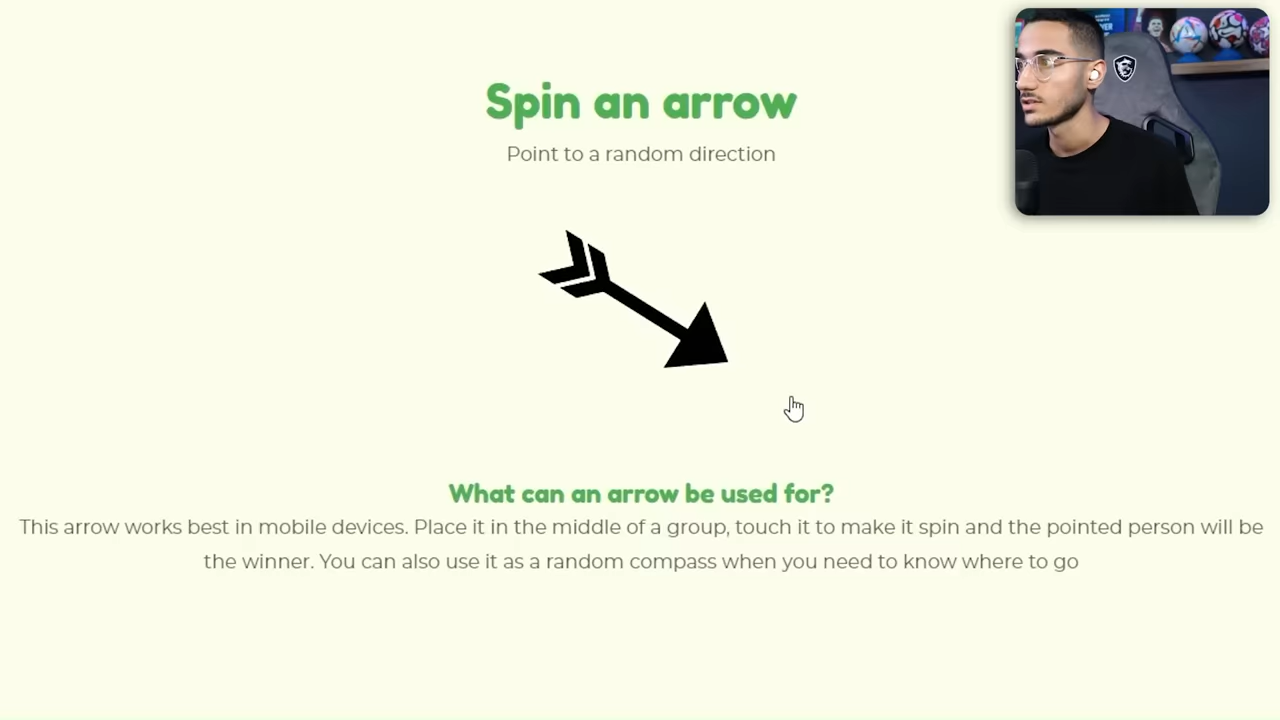 Spin an arrow
Point to a random direction
What can an arrow be used for?
This arrow works best in mobile devices. Place it in the middle of a group, touch it to make it spin and the pointed person will be
the winner. You can also use it as a random compass when you need to know where to go